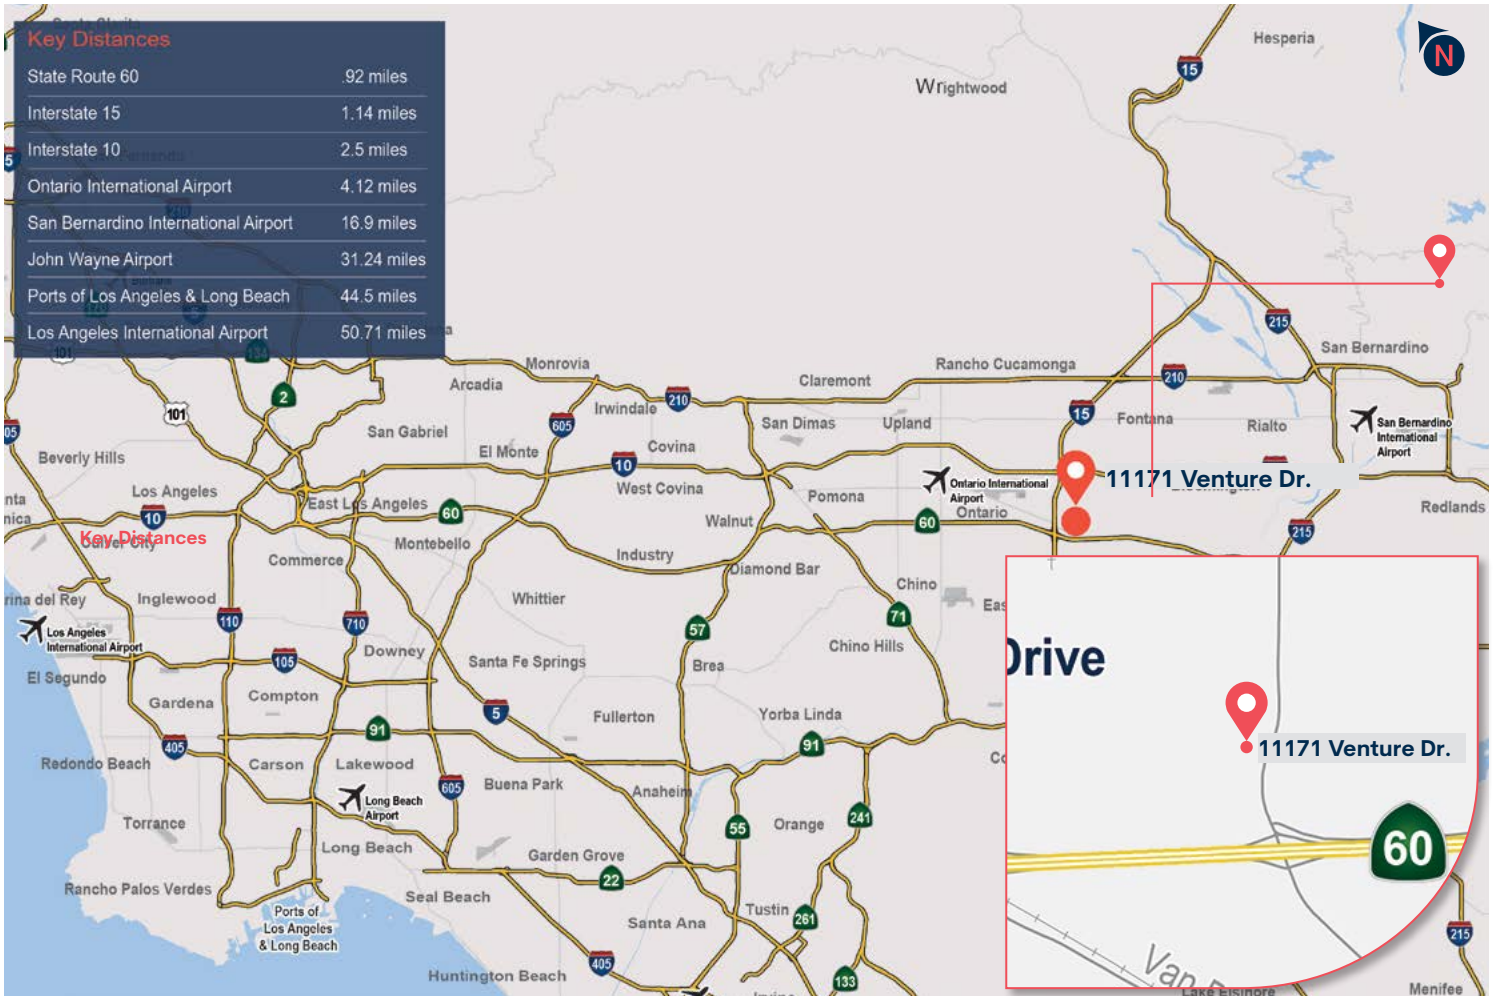 Key Distances
State Route 60 .92 miles
Interstate 15 1.14 miles
Interstate 10 2.5 miles
Ontario International Airport 4.12 miles
San Bernardino International Airport 16.9 miles
John Wayne Airport 31.24 miles
Ports of Los Angeles & Long Beach 44.5 miles
Los Angeles International Airport 50.71 miles
Hesperia
N
15
Wrightwood
215
San Bernardino
Rancho Cucamonga
210
Monrovia
Claremont
Arcadia
2
101
134
101
210
Irwindale
605
San Dimas
Upland
15
Fontana
Rialto
San Bernardino
International
Airport
San Gabriel
El Monte
Covina
Beverly Hills
10
West Covina
Pomona
Ontario International
Airport
Ontario
11171 Venture Dr.
Redlands
Los Angeles
East Los Angeles
10
60
Walnut
60
215
Key Distances
Culver City
Commerce
Montebello
Industry
Diamond Bar
Chino
rina del Rey
Inglewood
Whittier
110
710
57
71
Los Angeles
International Airport
105
Downey
Santa Fe Springs
Brea
Chino Hills
El Segundo
Gardena
Compton
5
Fullerton
Yorba Linda
91
91
405
Redondo Beach
Carson
Lakewood
605
Buena Park
Anaheim
Long Beach
Airport
Torrance
55
Orange
241
Long Beach
Garden Grove
22
Rancho Palos Verdes
Seal Beach
Ports of
Los Angeles
& Long Beach
Santa Ana
Tustin
261
405
Huntington Beach
133
Drive
11171 Venture Dr.
60
Van
215
Lake Elsinore
Menifee